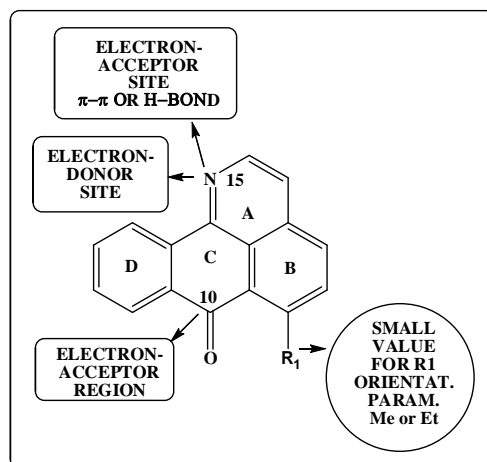 ELECTRON-
ACCEPTOR
SITE
π–π OR H–BOND
ELECTRON-
DONOR
SITE
N 15
A
C
B
D
10
O
R1
ELECTRON-
ACCEPTOR
REGION
SMALL
VALUE
FOR R1
ORIENTAT.
PARAM.
Me or Et